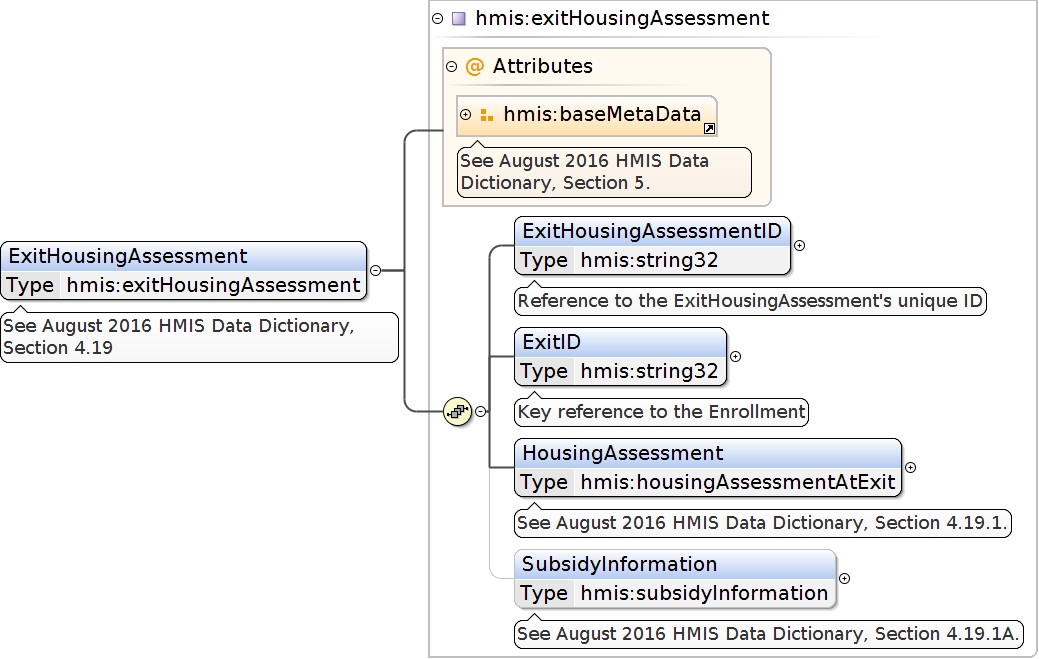 hmis:exitHousingAssessment
@ Attributes
hmis:baseMetaData
See August 2016 HMIS Data
Dictionary, Section 5.
ExitHousingAssessment
Type hmis:exitHousingAssessment
See August 2016 HMIS Data Dictionary,
Section 4.19
ExitHousingAssessmentID
Type hmis:string32
Reference to the ExitHousingAssessment's unique ID
ExitID
Type hmis:string32
Key reference to the Enrollment
HousingAssessment
Type hmis:housingAssessmentAtExit
See August 2016 HMIS Data Dictionary, Section 4.19.1.
SubsidyInformation
Type hmis:subsidyInformation
See August 2016 HMIS Data Dictionary, Section 4.19.1A.